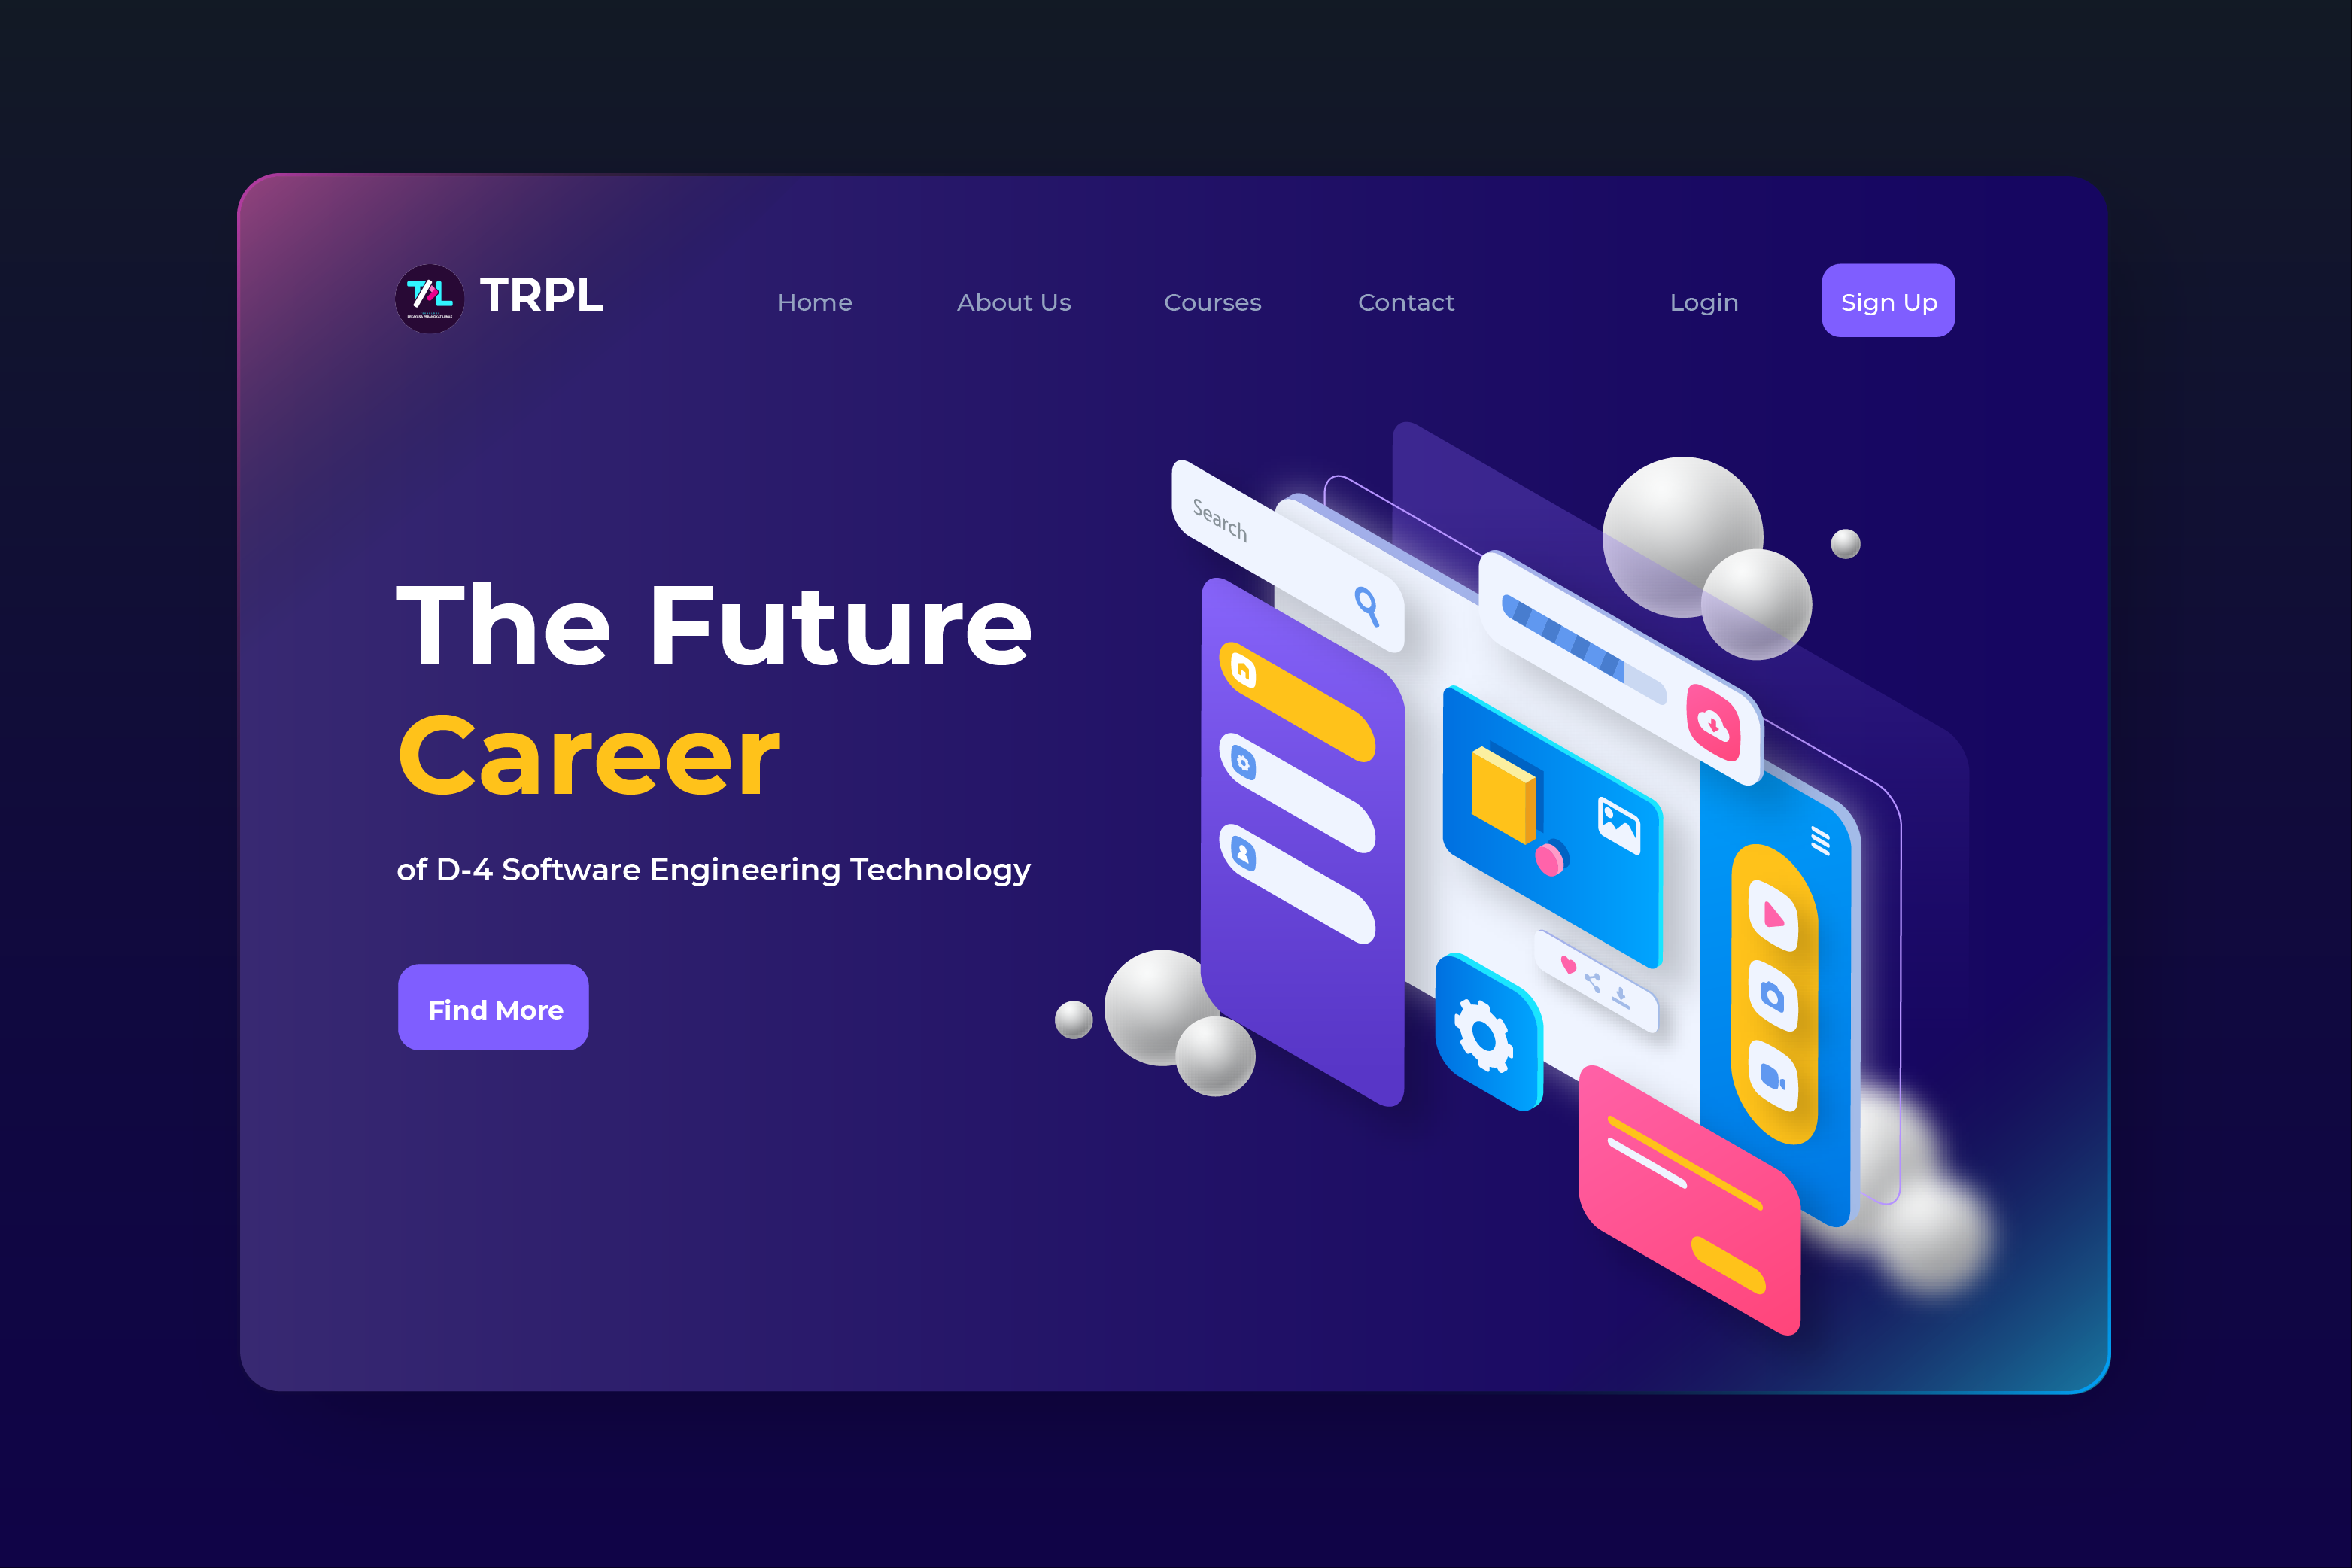 TRPL
TRPL
Home
About Us
Courses
Contact
Login
Sign Up
Search
The Future
Career
of D-4 Software Engineering Technology
Find More